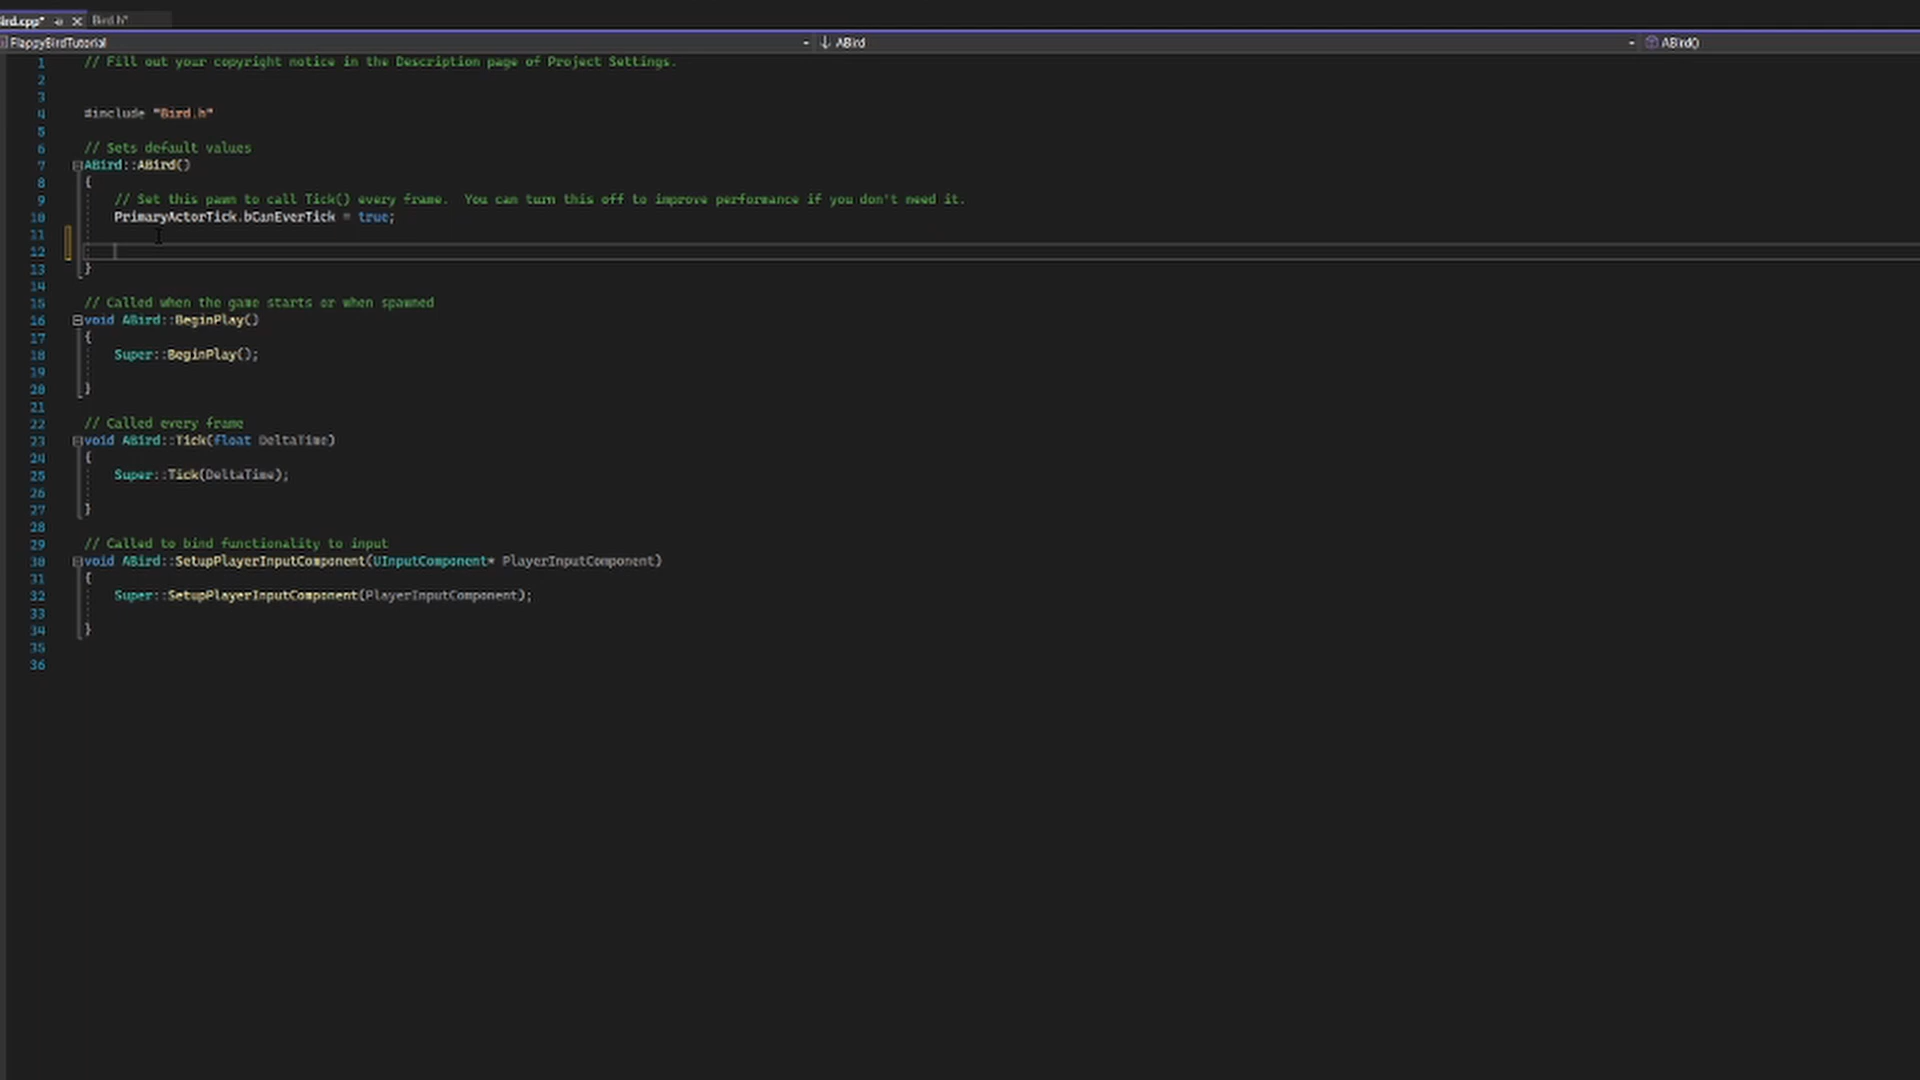 Bird.cpp* Bird.h*
FlappyBirdTutorial ABird ABird()
1 // Fill out your copyright notice in the Description page of Project Settings.
2
3
4 #include "Bird.h"
5
6 // Sets default values
7 ABird::ABird()
8 {
9 // Set this pawn to call Tick() every frame.  You can turn this off to improve performance if you don't need it.
10 PrimaryActorTick.bCanEverTick = true;
11
12
13 }
14
15 // Called when the game starts or when spawned
16 void ABird::BeginPlay()
17 {
18 Super::BeginPlay();
19
20 }
21
22 // Called every frame
23 void ABird::Tick(float DeltaTime)
24 {
25 Super::Tick(DeltaTime);
26
27 }
28
29 // Called to bind functionality to input
30 void ABird::SetupPlayerInputComponent(UInputComponent* PlayerInputComponent)
31 {
32 Super::SetupPlayerInputComponent(PlayerInputComponent);
33
34 }
35
36